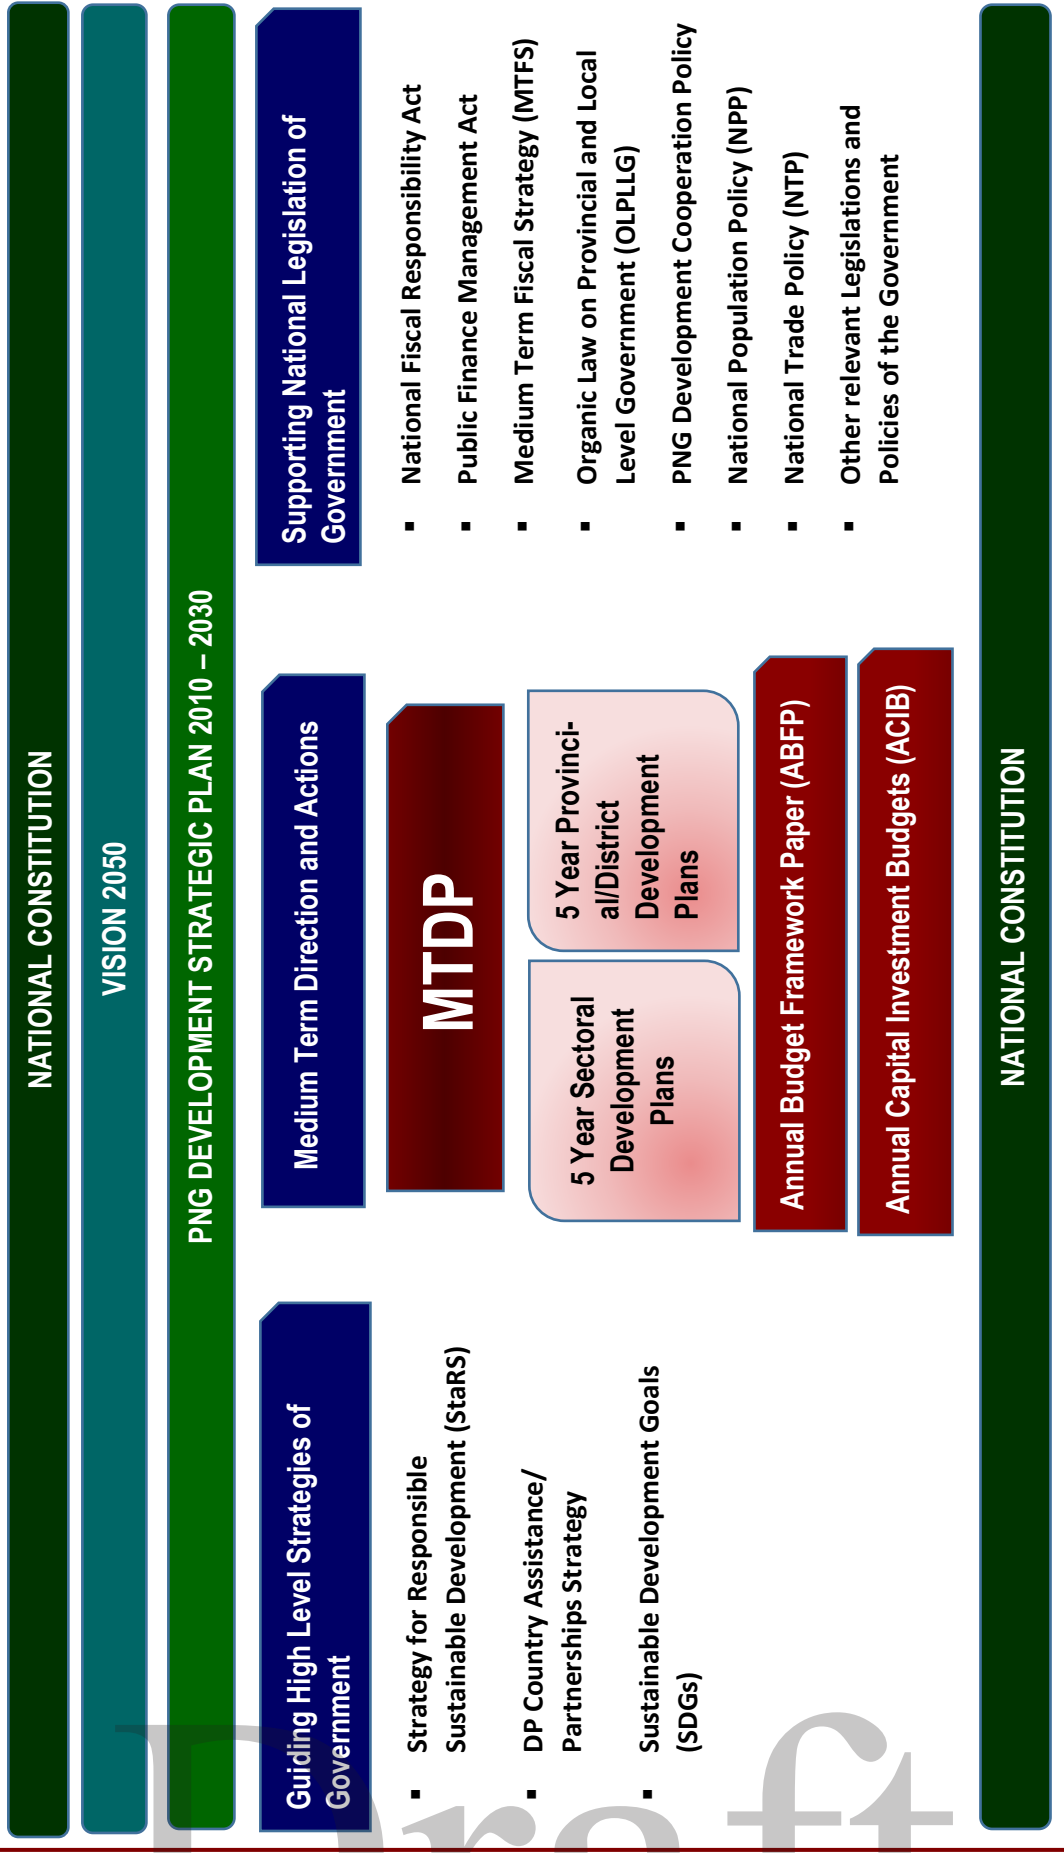 NATIONAL CONSTITUTION
VISION 2050
PNG DEVELOPMENT STRATEGIC PLAN 2010 – 2030
Guiding High Level Strategies of
Government
▪ Strategy for Responsible
Sustainable Development (StaRS)
▪ DP Country Assistance/
Partnerships Strategy
▪ Sustainable Development Goals
(SDGs)
Medium Term Direction and Actions
MTDP
5 Year Sectoral
Development
Plans
5 Year Provinci-
al/District
Development
Plans
Annual Budget Framework Paper (ABFP)
Annual Capital Investment Budgets (ACIB)
Supporting National Legislation of
Government
▪ National Fiscal Responsibility Act
▪ Public Finance Management Act
▪ Medium Term Fiscal Strategy (MTFS)
▪ Organic Law on Provincial and Local
Level Government (OLPLLG)
▪ PNG Development Cooperation Policy
▪ National Population Policy (NPP)
▪ National Trade Policy (NTP)
▪ Other relevant Legislations and
Policies of the Government
NATIONAL CONSTITUTION
Draft